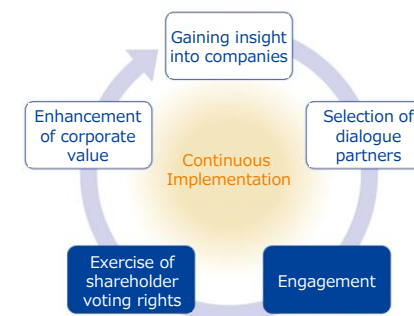 Gaining insight
into companies
Selection of
dialogue
partners
Engagement
Exercise of
shareholder
voting rights
Enhancement
of corporate
value
Continuous
Implementation